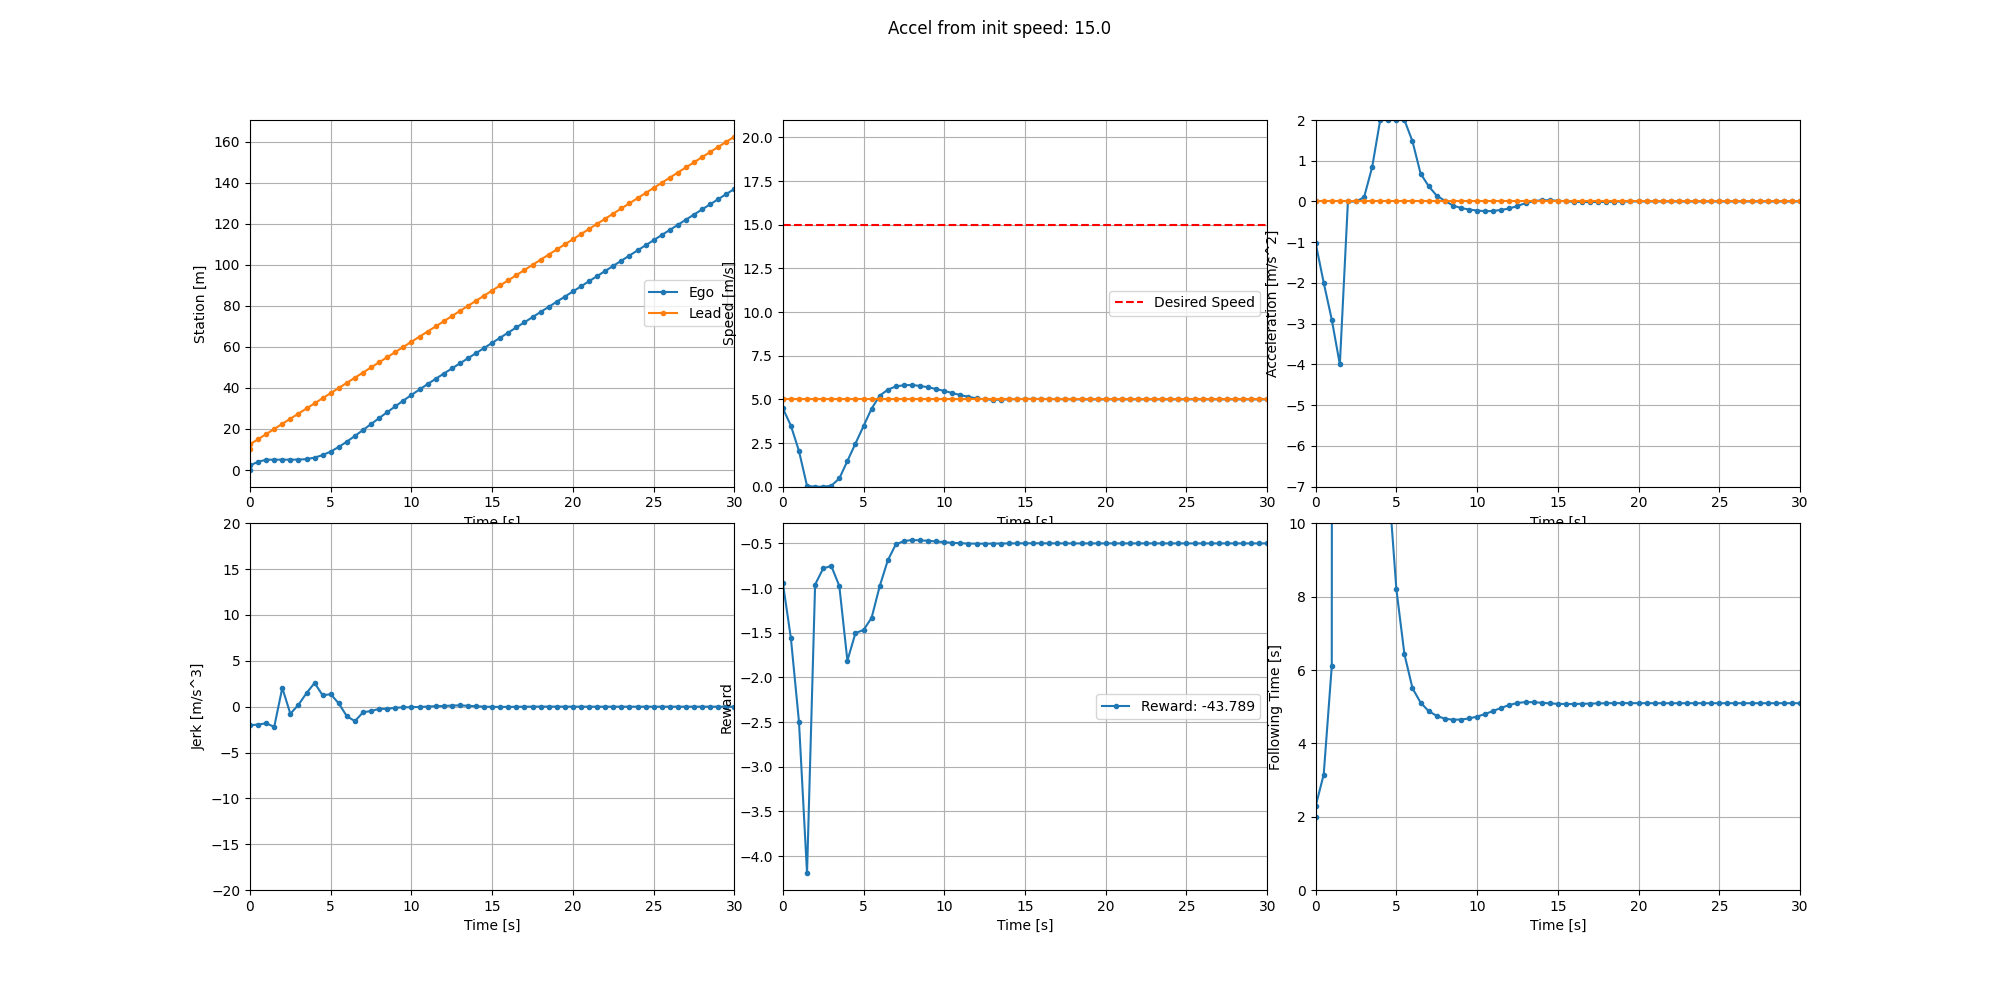 Accel from init speed: 15.0
160
140
120
100
80
60
40
20
0
Station [m]
Ego
Lead
0 5 10 15 20 25 30
Time [s]
20.0
17.5
15.0
12.5
10.0
7.5
5.0
2.5
0.0
Speed [m/s]
Desired Speed
0 5 10 15 20 25 30
Time [s]
2
1
0
−1
−2
−3
−4
−5
−6
−7
Acceleration [m/s^2]
0 5 10 15 20 25 30
Time [s]
20
15
10
5
0
−5
−10
−15
−20
Jerk [m/s^3]
0 5 10 15 20 25 30
Time [s]
−0.5
−1.0
−1.5
−2.0
−2.5
−3.0
−3.5
−4.0
Reward
Reward: -43.789
0 5 10 15 20 25 30
Time [s]
10
8
6
4
2
0
Following Time [s]
0 5 10 15 20 25 30
Time [s]